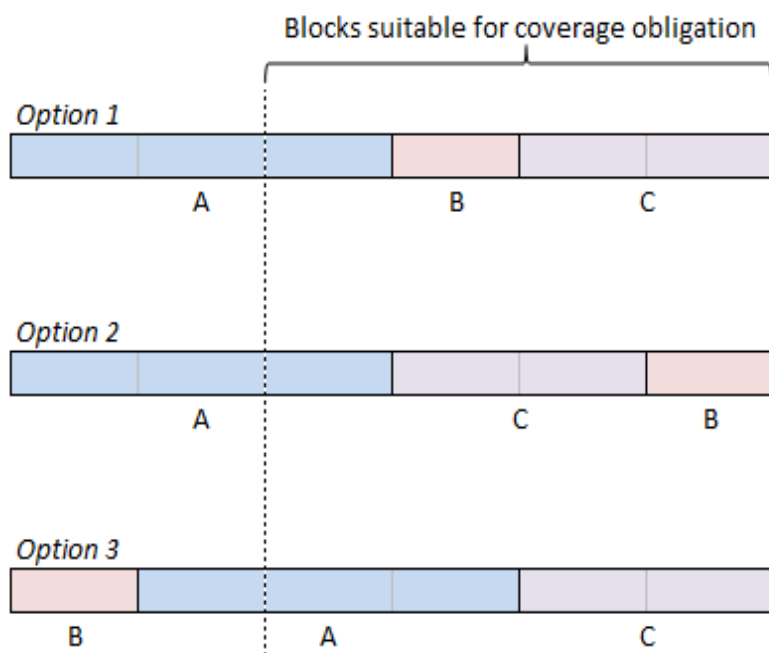 Blocks suitable for coverage obligation
Option 1
A B C
Option 2
A C B
Option 3
B A C